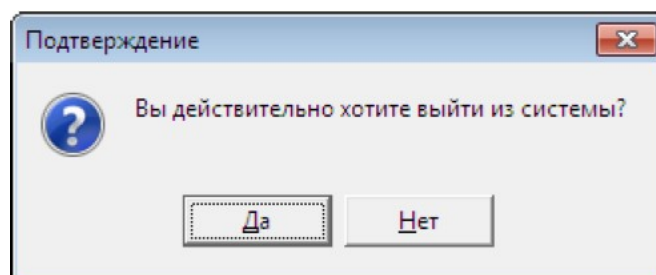 Подтверждение
Вы действительно хотите выйти из системы?
Да
Нет